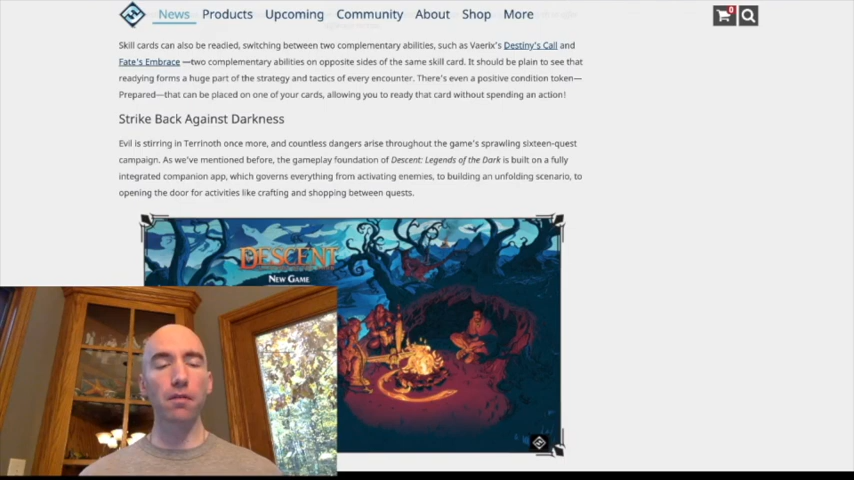 News Products Upcoming Community About Shop More
0
Skill cards can also be readied, switching between two complementary abilities, such as Vaerix's Destiny's Call and
Fate's Embrace —two complementary abilities on opposite sides of the same skill card. It should be plain to see that
readying forms a huge part of the strategy and tactics of every encounter. There's even a positive condition token—
Prepared—that can be placed on one of your cards, allowing you to ready that card without spending an action!
Strike Back Against Darkness
Evil is stirring in Terrinoth once more, and countless dangers arise throughout the game's sprawling sixteen-quest
campaign. As we've mentioned before, the gameplay foundation of Descent: Legends of the Dark is built on a fully
integrated companion app, which governs everything from activating enemies, to building an unfolding scenario, to
opening the door for activities like crafting and shopping between quests.
DESCENT
NEW GAME